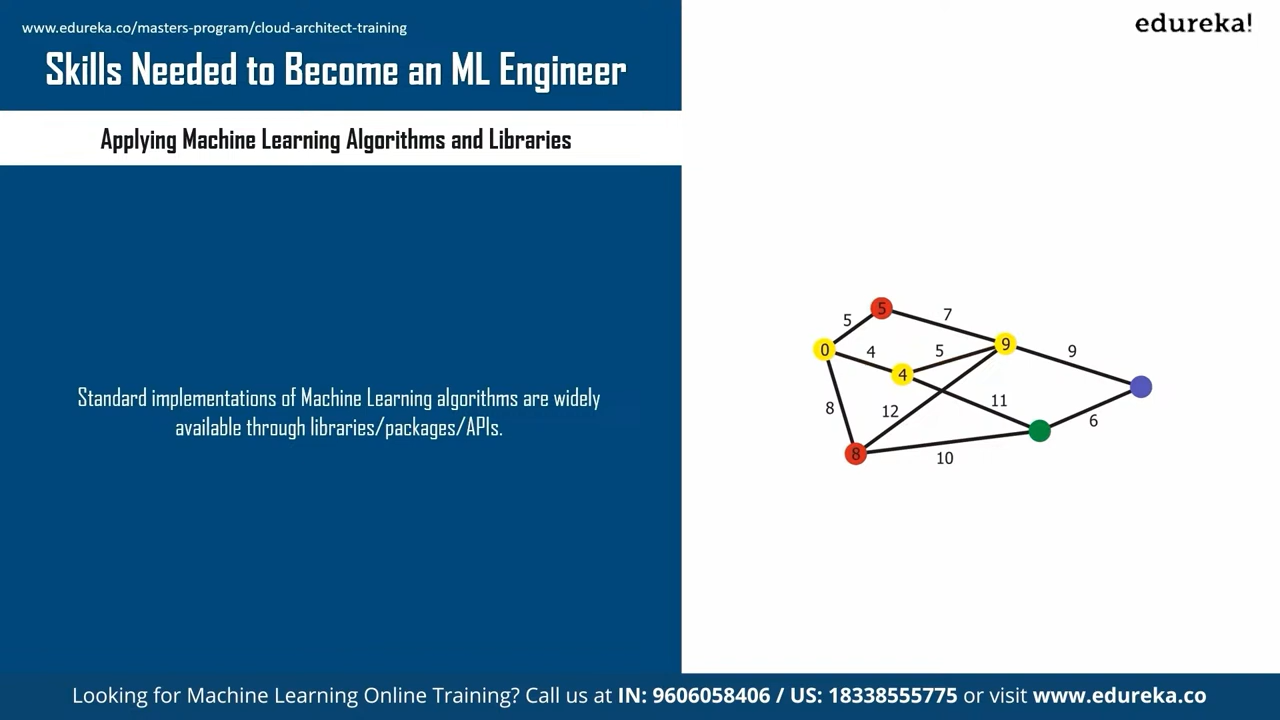 www.edureka.co/masters-program/cloud-architect-training
edureka!
Skills Needed to Become an ML Engineer
Applying Machine Learning Algorithms and Libraries
Standard implementations of Machine Learning algorithms are widely
available through libraries/packages/APIs.
5
5
7
0
4
5
9
9
4
8
12
11
6
8
10
Looking for Machine Learning Online Training? Call us at IN: 9606058406 / US: 18338555775 or visit www.edureka.co